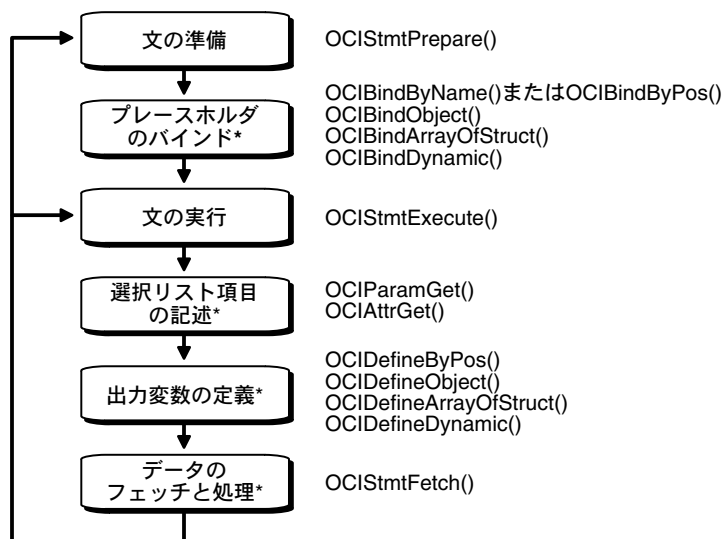 文の準備
OCIStmtPrepare()
プレースホルダ
のバインド*
OCIBindByName()またはOCIBindByPos()
OCIBindObject()
OCIBindArrayOfStruct()
OCIBindDynamic()
文の実行
OCIStmtExecute()
選択リスト項目
の記述*
OCIParamGet()
OCIAttrGet()
出力変数の定義*
OCIDefineByPos()
OCIDefineObject()
OCIDefineArrayOfStruct()
OCIDefineDynamic()
データの
フェッチと処理*
OCIStmtFetch()